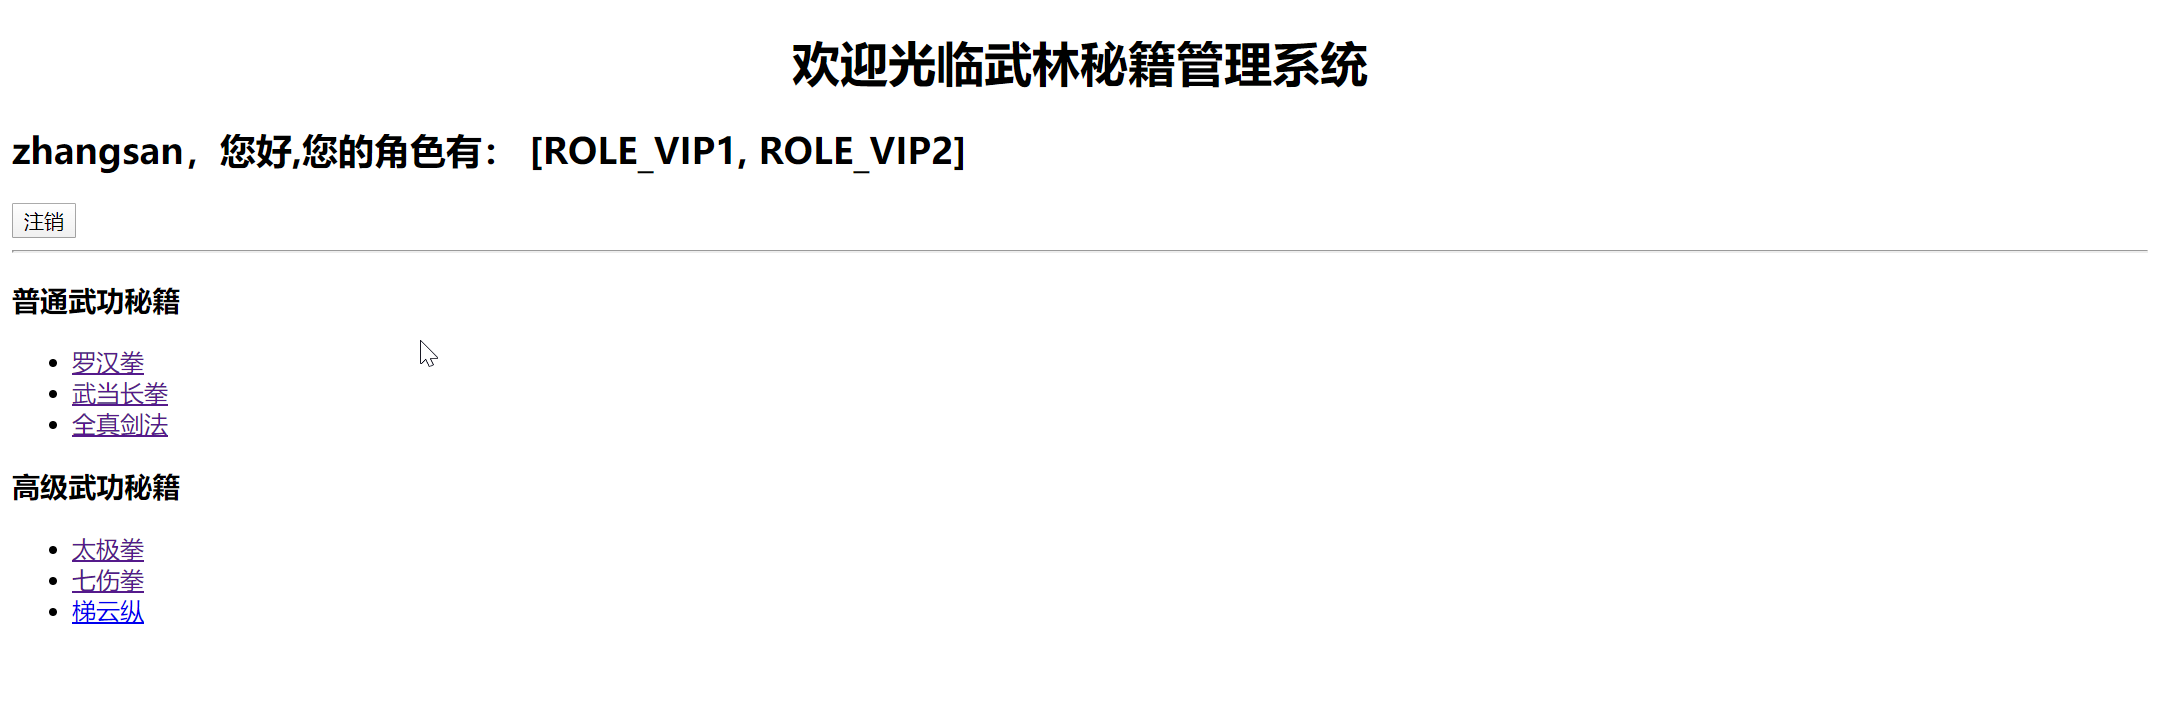 欢迎光临武林秘籍管理系统
zhangsan，您好,您的角色有： [ROLE_VIP1, ROLE_VIP2]
注销
普通武功秘籍
罗汉拳
武当长拳
全真剑法
高级武功秘籍
太极拳
七伤拳
梯云纵